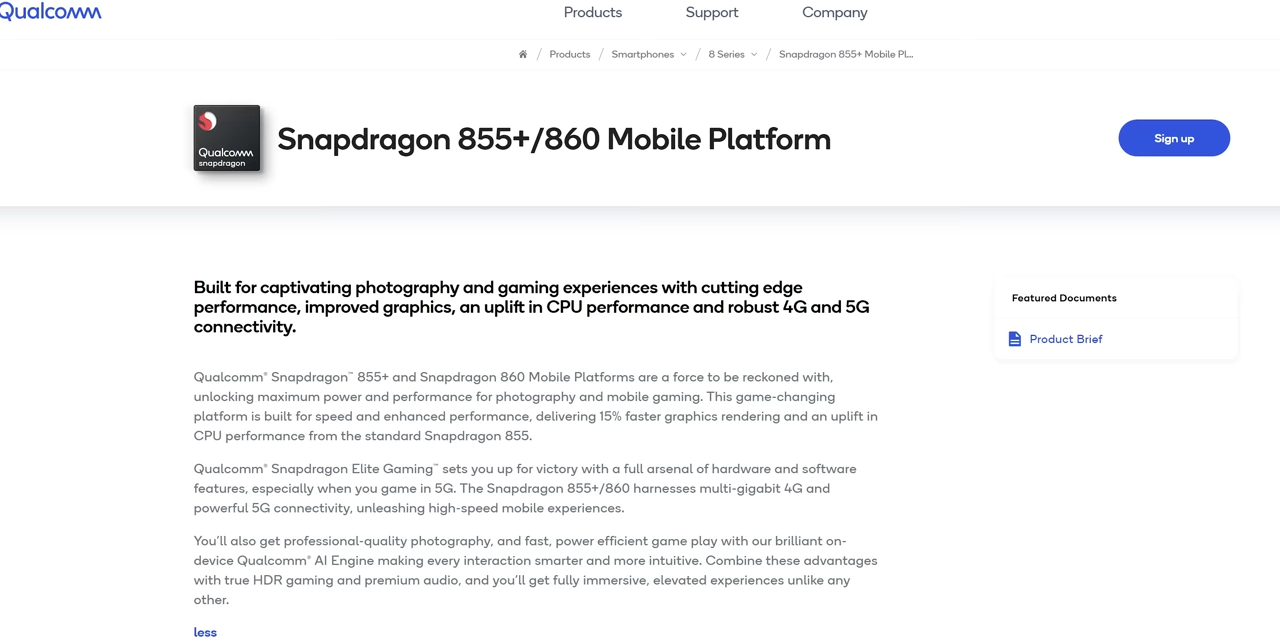 Qualcomm
Products Support Company
/ Products / Smartphones / 8 Series / Snapdragon 855+ Mobile Pl...
Qualcomm
snapdragon
Snapdragon 855+/860 Mobile Platform
Sign up
Built for captivating photography and gaming experiences with cutting edge
performance, improved graphics, an uplift in CPU performance and robust 4G and 5G
connectivity.
Featured Documents
Product Brief
Qualcomm® Snapdragon™ 855+ and Snapdragon 860 Mobile Platforms are a force to be reckoned with,
unlocking maximum power and performance for photography and mobile gaming. This game-changing
platform is built for speed and enhanced performance, delivering 15% faster graphics rendering and an uplift in
CPU performance from the standard Snapdragon 855.
Qualcomm® Snapdragon Elite Gaming™ sets you up for victory with a full arsenal of hardware and software
features, especially when you game in 5G. The Snapdragon 855+/860 harnesses multi-gigabit 4G and
powerful 5G connectivity, unleashing high-speed mobile experiences.
You'll also get professional-quality photography, and fast, power efficient game play with our brilliant on-
device Qualcomm® AI Engine making every interaction smarter and more intuitive. Combine these advantages
with true HDR gaming and premium audio, and you'll get fully immersive, elevated experiences unlike any
other.
less